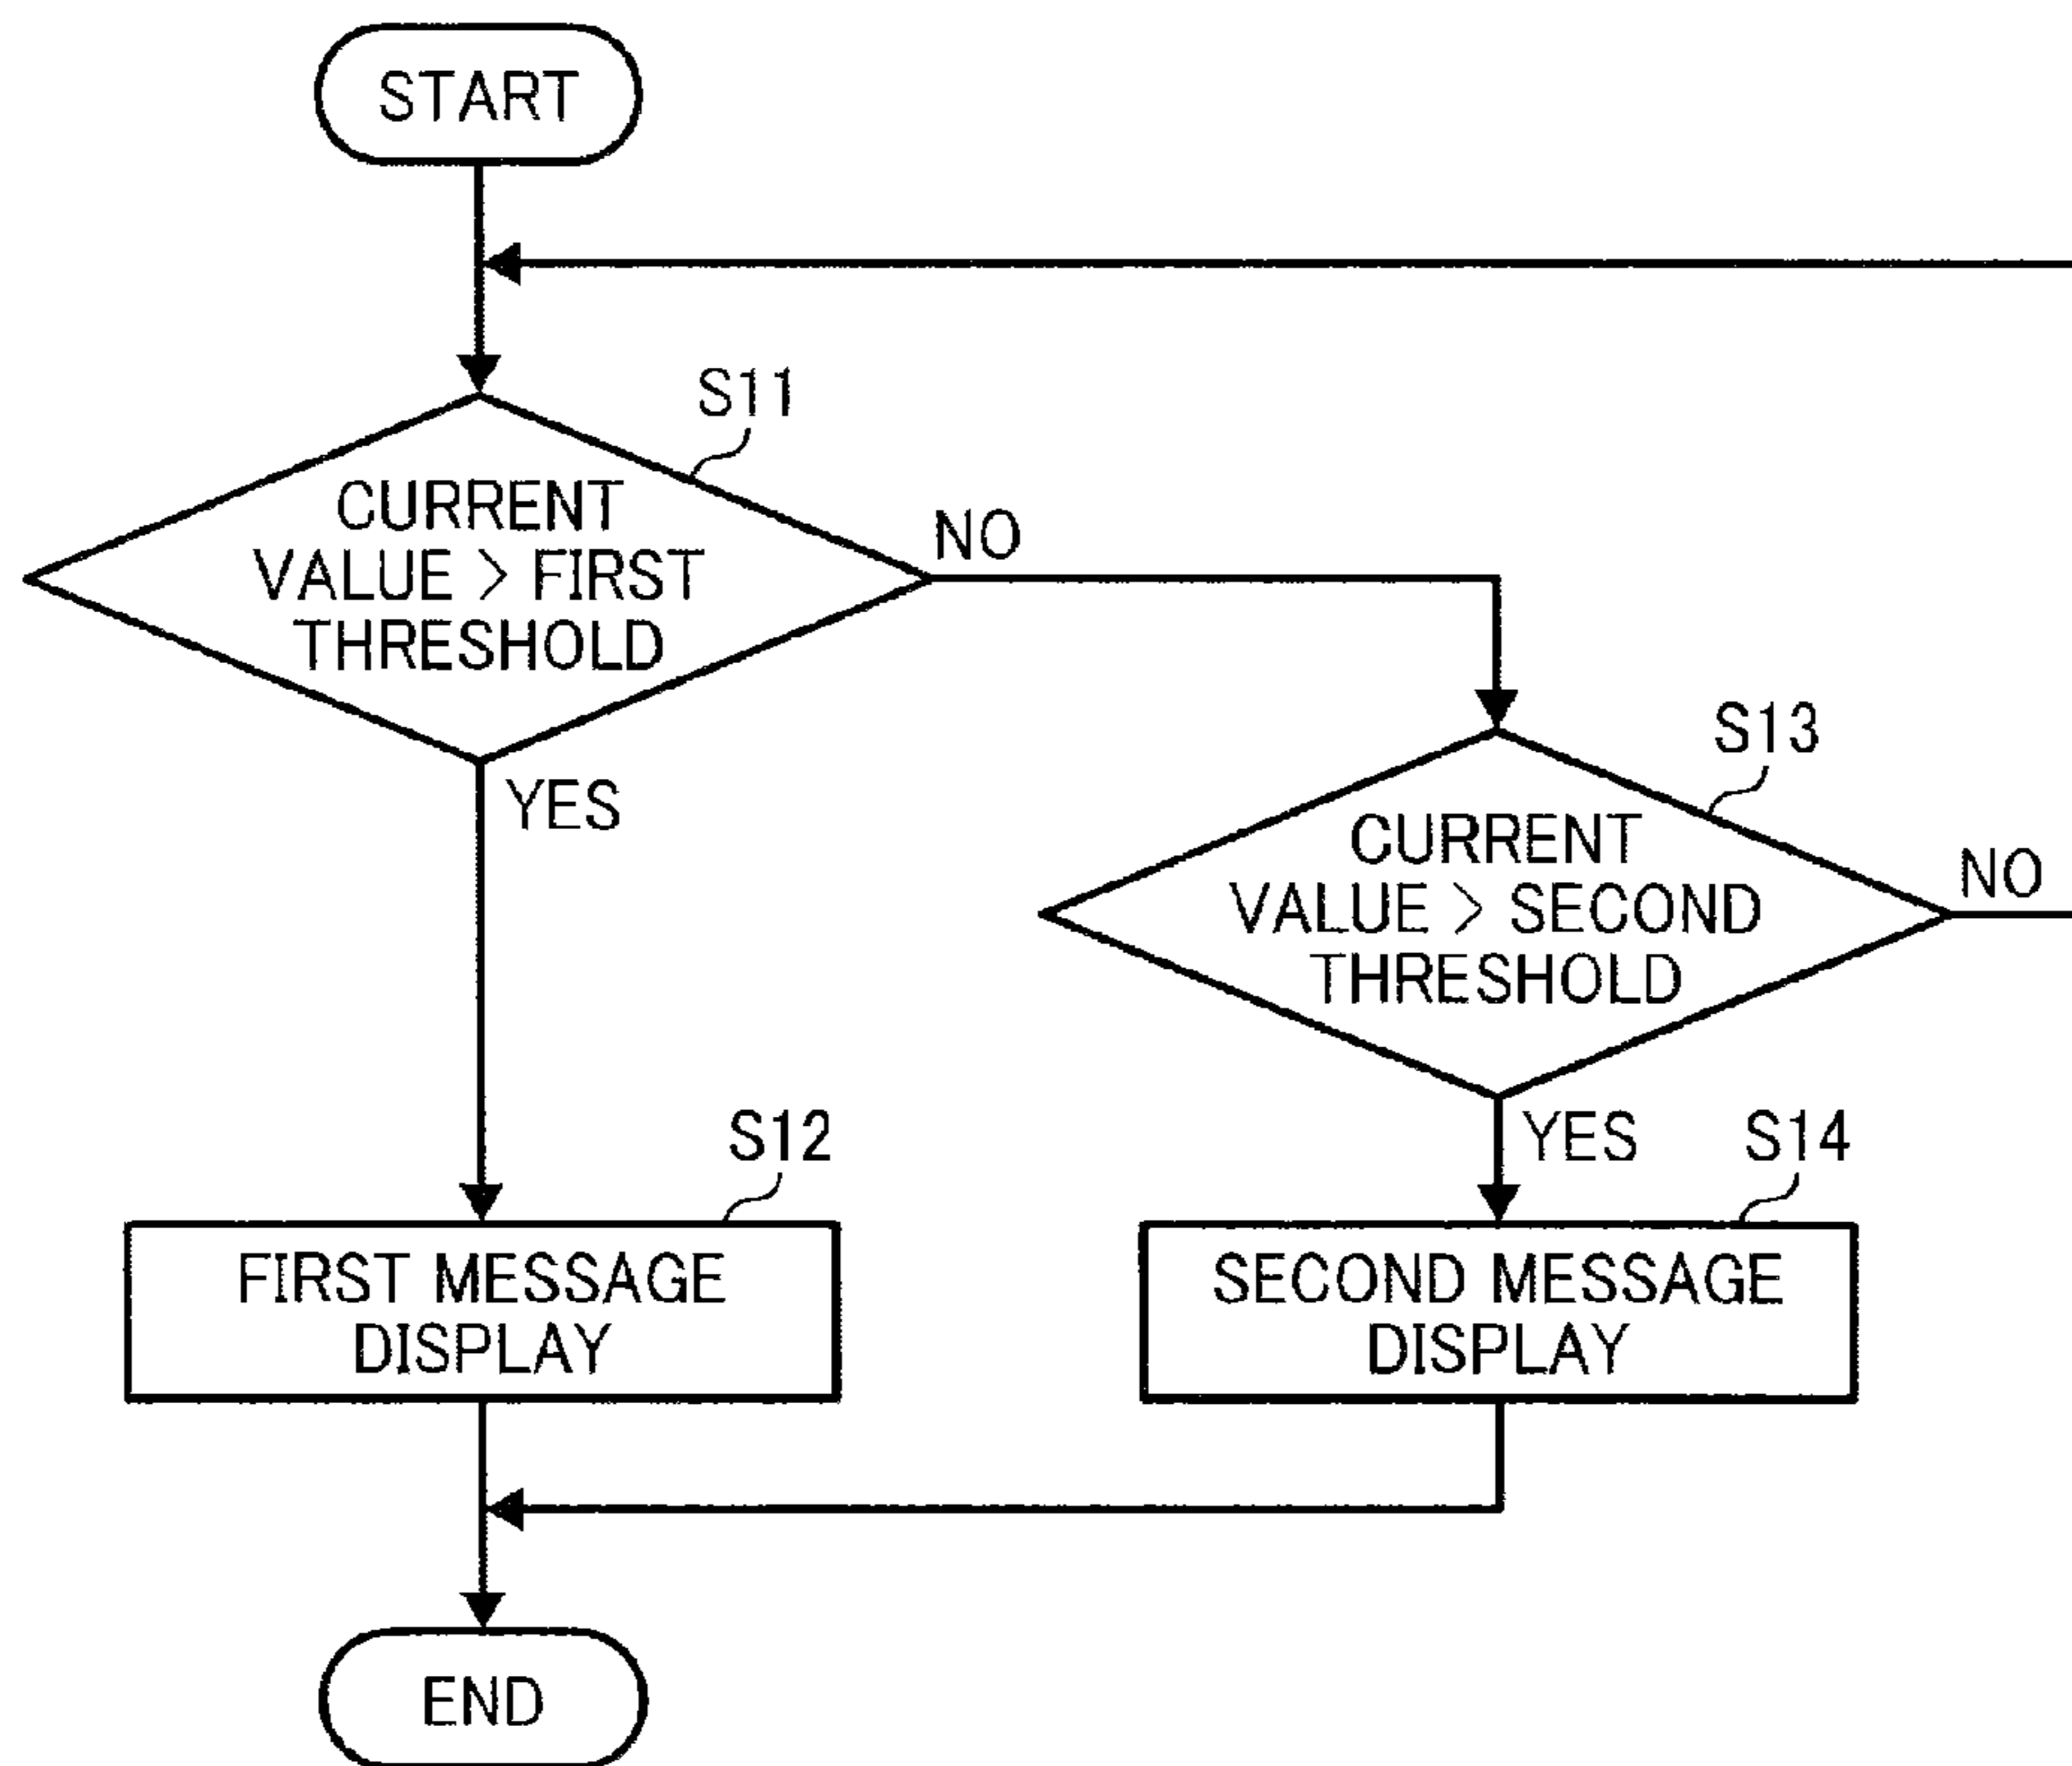 START
S11
CURRENT
VALUE > FIRST
THRESHOLD
NO
YES
S13
CURRENT
VALUE > SECOND
THRESHOLD
NO
YES
S12
FIRST MESSAGE
DISPLAY
S14
SECOND MESSAGE
DISPLAY
END